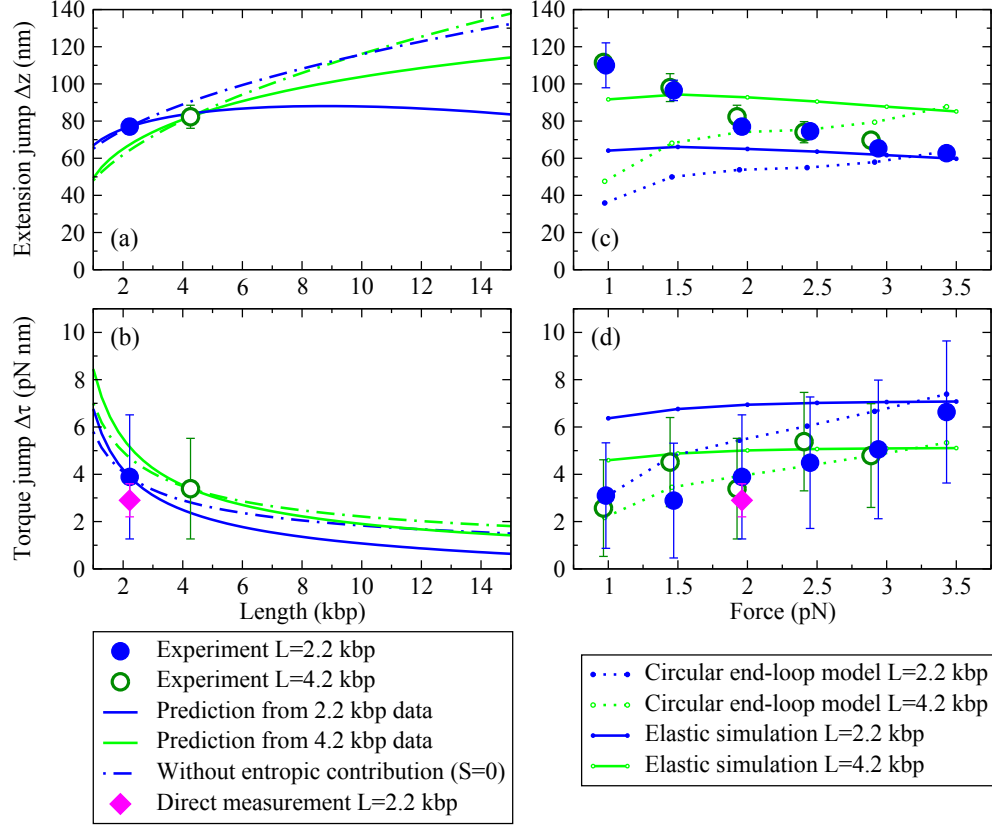 140
120
100
80
60
40
20
0
Extension jump Δz (nm)
(a)
2 4 6 8 10 12 14
(c)
1 1.5 2 2.5 3 3.5
10
8
6
4
2
0
Torque jump Δτ (pN nm)
(b)
2 4 6 8 10 12 14
Length (kbp)
(d)
1 1.5 2 2.5 3 3.5
Force (pN)
Experiment L=2.2 kbp
Experiment L=4.2 kbp
Prediction from 2.2 kbp data
Prediction from 4.2 kbp data
Without entropic contribution (S=0)
Direct measurement L=2.2 kbp
Circular end-loop model L=2.2 kbp
Circular end-loop model L=4.2 kbp
Elastic simulation L=2.2 kbp
Elastic simulation L=4.2 kbp
140
120
100
80
60
40
20
0
10
8
6
4
2
0